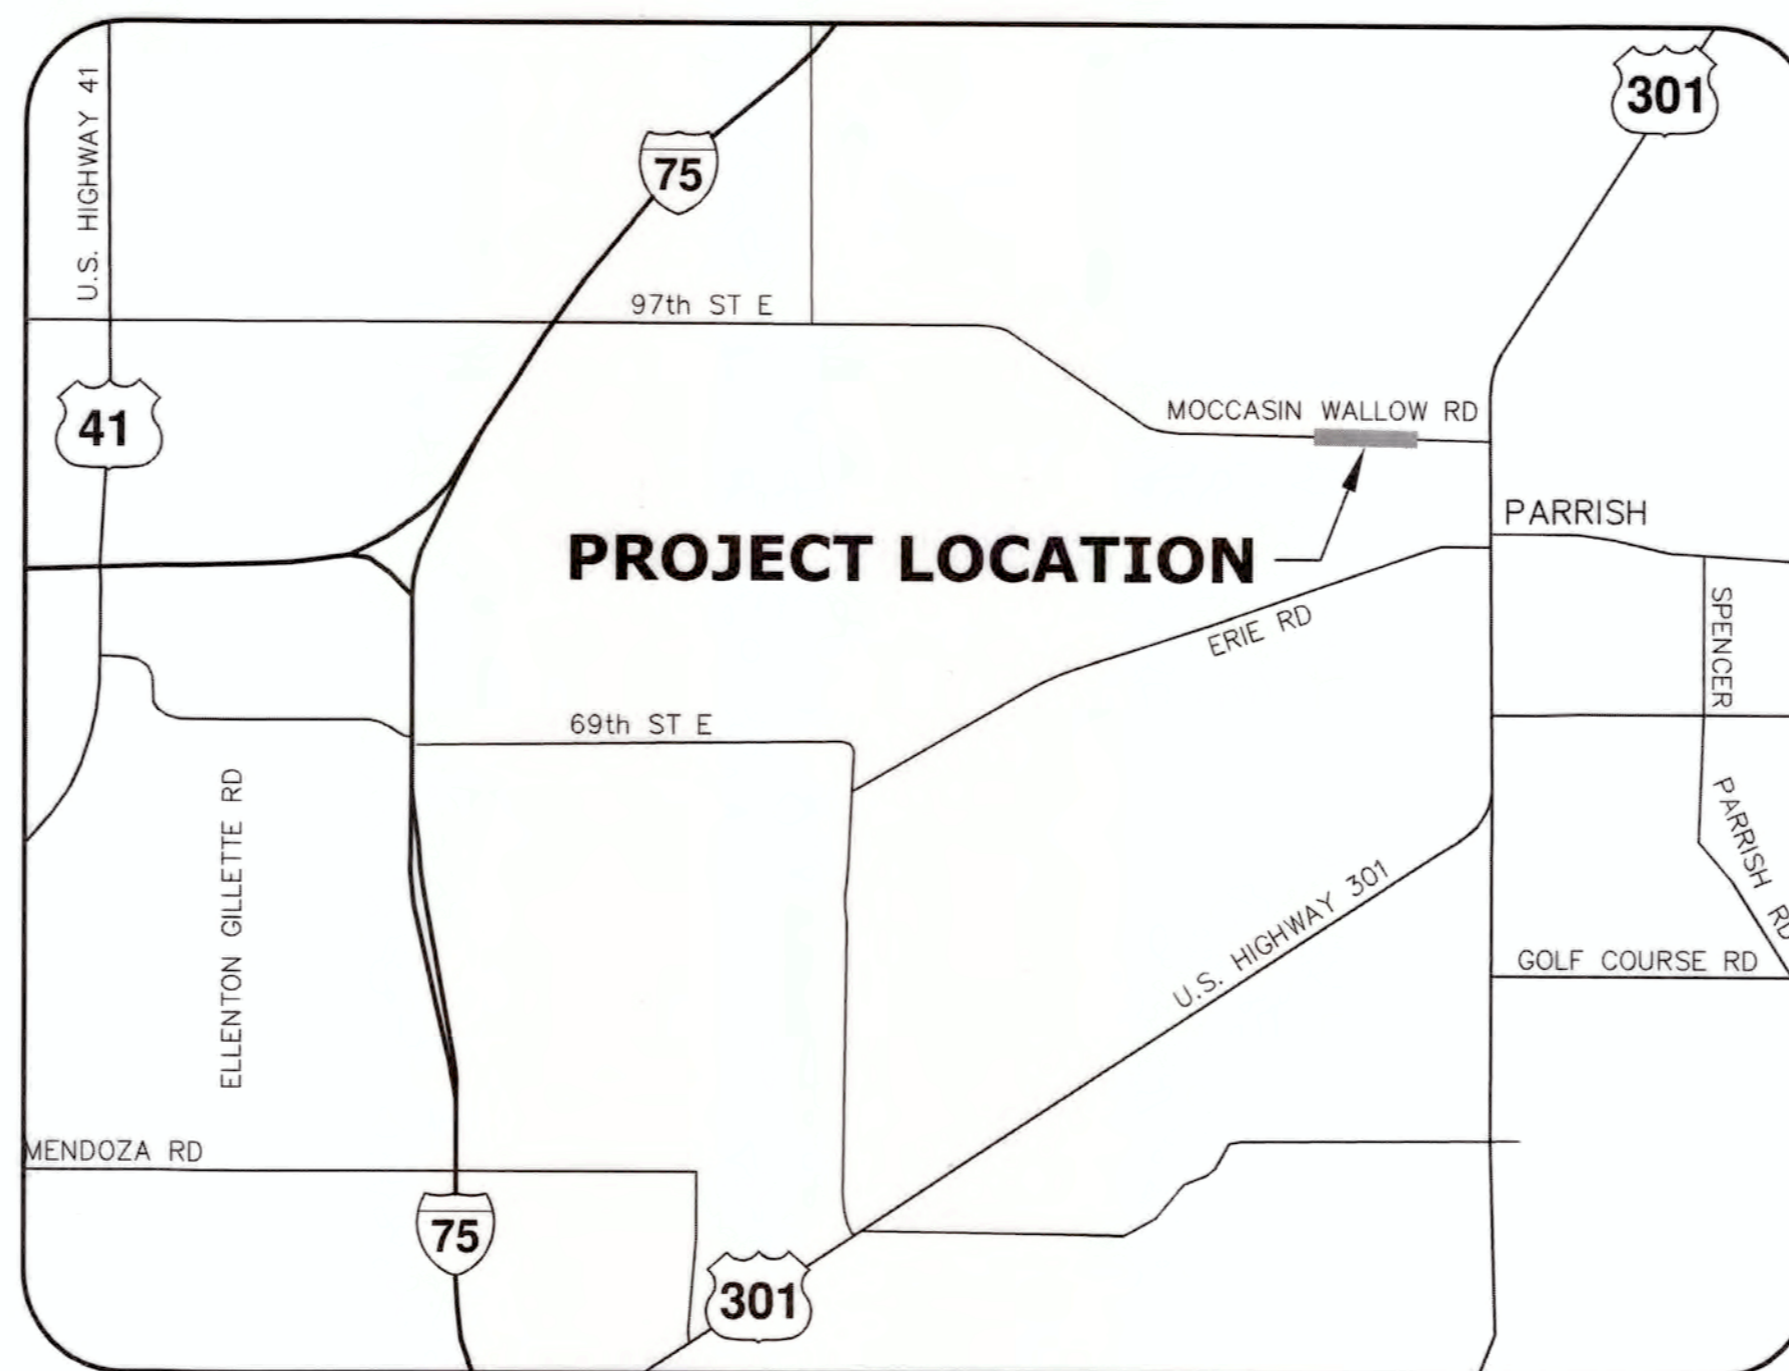 U.S. HIGHWAY 41
301
75
97th ST E
41
MOCCASIN WALLOW RD
PARRISH
PROJECT LOCATION
ERIE RD
SPENCER
69th ST E
ELLENTON GILLETTE RD
PARRISH RD
U.S. HIGHWAY 301
GOLF COURSE RD
MENDOZA RD
75
301